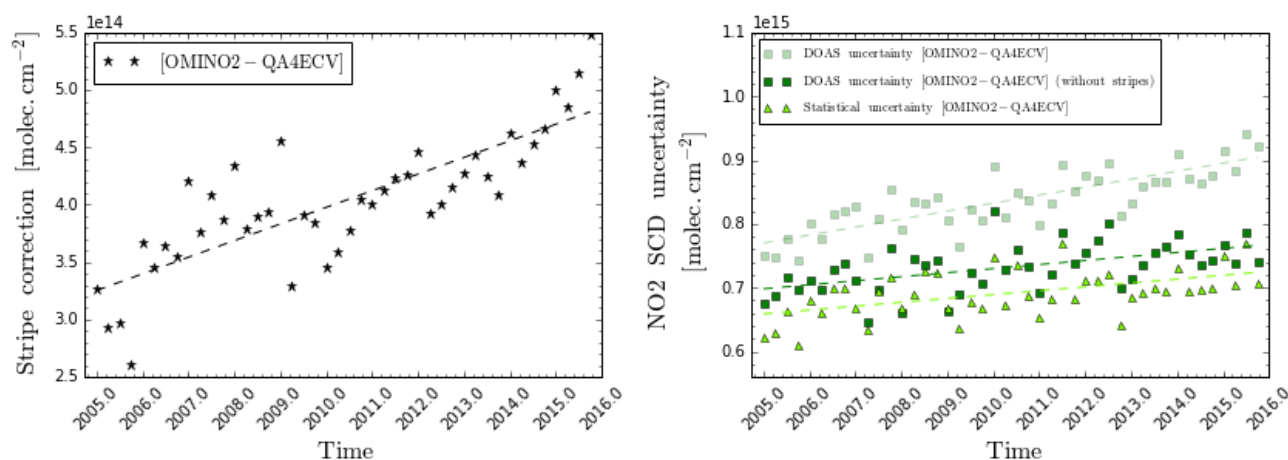 1e14
5.5
5.0
4.5
4.0
3.5
3.0
2.5
Stripe correction [molec. cm−2]
[OMINO2−QA4ECV]
2005.0 2006.0 2007.0 2008.0 2009.0 2010.0 2011.0 2012.0 2013.0 2014.0 2015.0 2016.0
Time
1e15
1.1
1.0
0.9
0.8
0.7
0.6
NO2 SCD uncertainty
[molec. cm−2]
DOAS uncertainty [OMINO2−QA4ECV]
DOAS uncertainty [OMINO2−QA4ECV] (without stripes)
Statistical uncertainty [OMINO2−QA4ECV]
2005.0 2006.0 2007.0 2008.0 2009.0 2010.0 2011.0 2012.0 2013.0 2014.0 2015.0 2016.0
Time